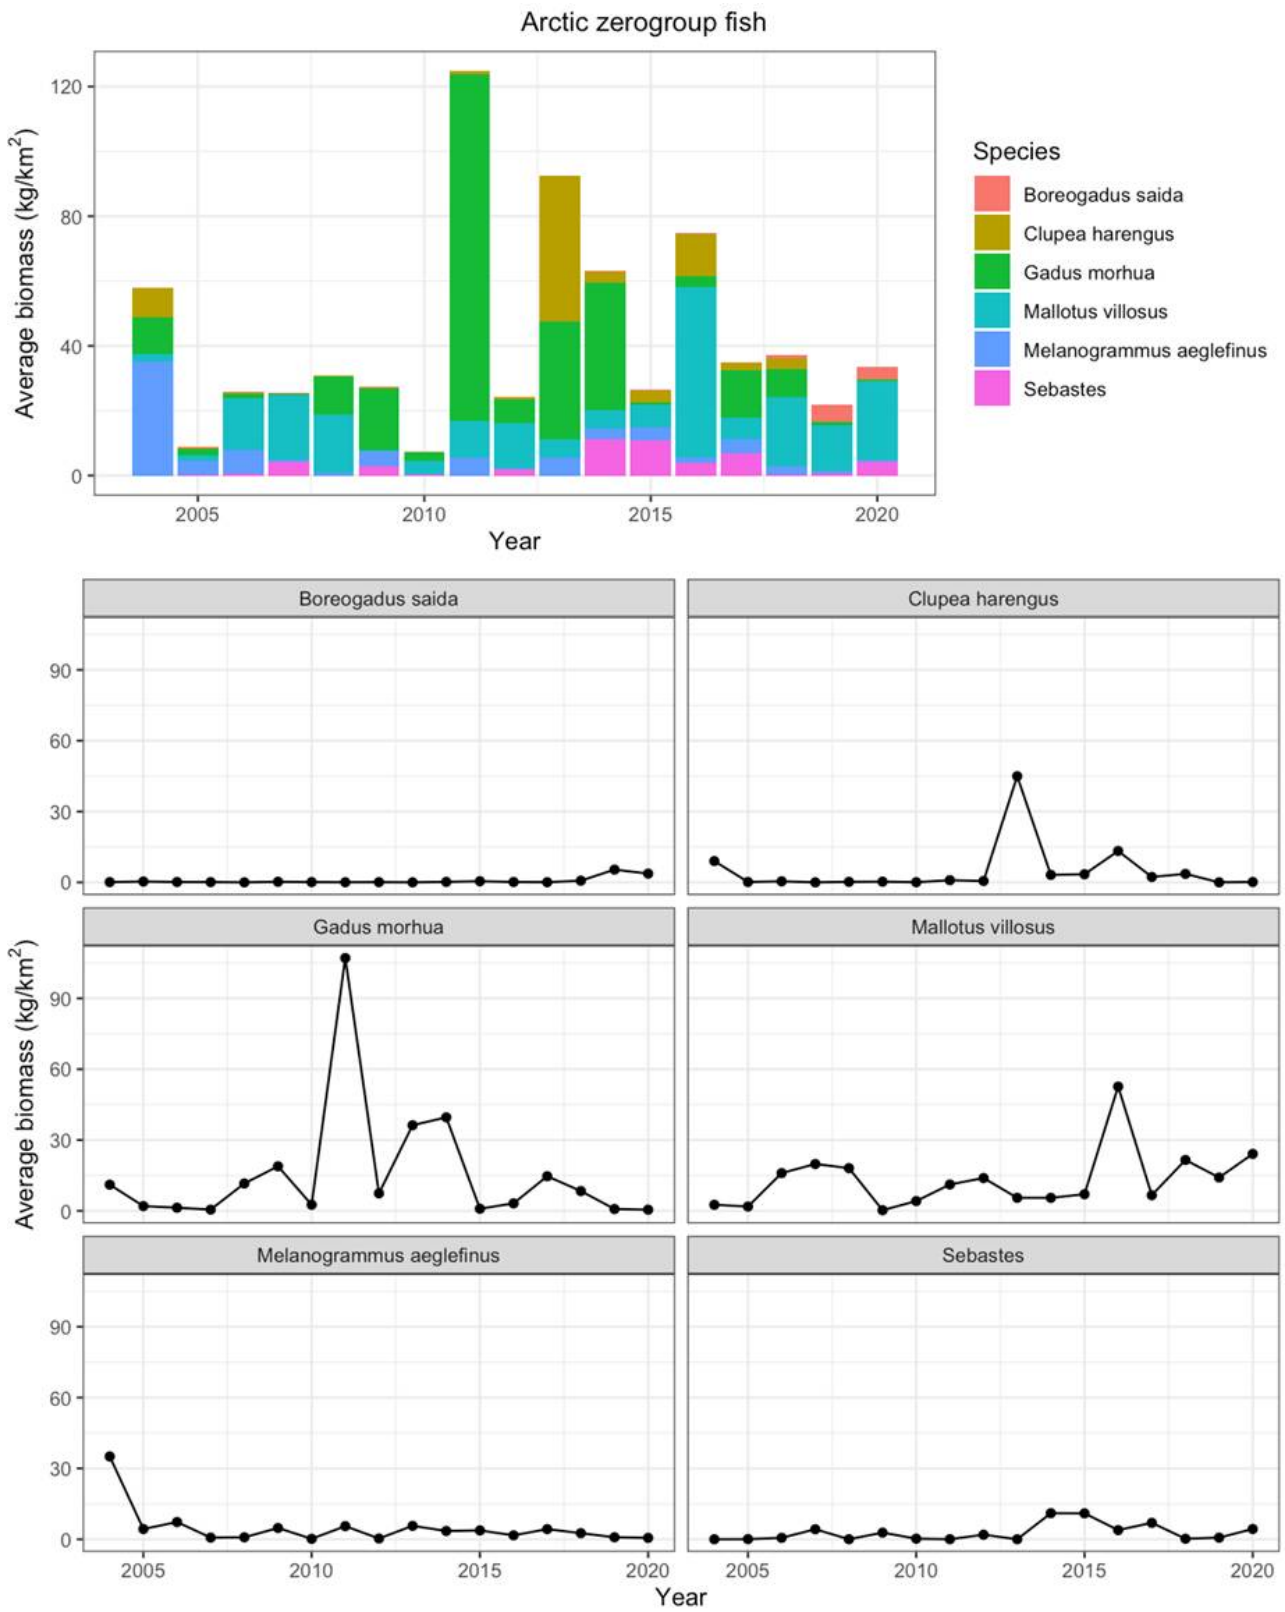 Arctic zerogroup fish
Average biomass (kg/km²)
120
80
40
0
2005 2010 2015 2020
Year
Species
Boreogadus saida
Clupea harengus
Gadus morhua
Mallotus villosus
Melanogrammus aeglefinus
Sebastes
Boreogadus saida Clupea harengus
90
60
30
0
Gadus morhua Mallotus villosus
Average biomass (kg/km²)
90
60
30
0
Melanogrammus aeglefinus Sebastes
90
60
30
0
2005 2010 2015 2020 2005 2010 2015 2020
Year